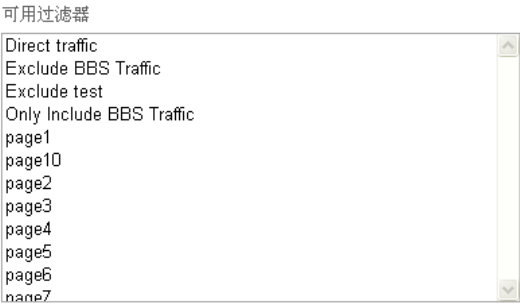 可用过滤器
Direct traffic
Exclude BBS Traffic
Exclude test
Only Include BBS Traffic
page1
page10
page2
page3
page4
page5
page6
page7